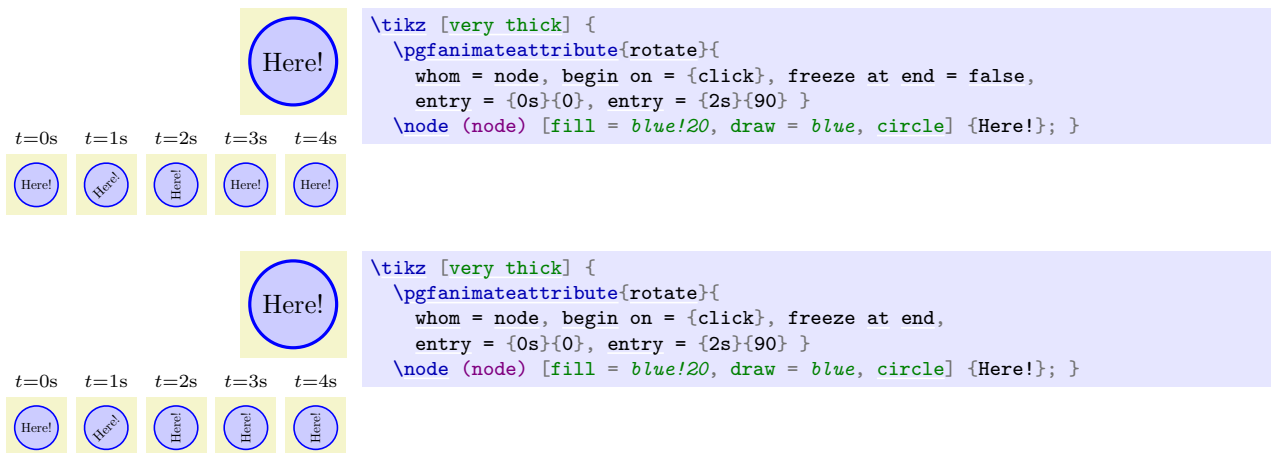 Here!
t=0s t=1s t=2s t=3s t=4s
Here! Here! Here! Here! Here!
\tikz [very thick] {
  \pgfanimateattribute{rotate}{
    whom = node, begin on = {click}, freeze at end = false,
    entry = {0s}{0}, entry = {2s}{90} }
  \node (node) [fill = blue!20, draw = blue, circle] {Here!}; }
Here!
t=0s t=1s t=2s t=3s t=4s
Here! Here! Here! Here! Here!
\tikz [very thick] {
  \pgfanimateattribute{rotate}{
    whom = node, begin on = {click}, freeze at end,
    entry = {0s}{0}, entry = {2s}{90} }
  \node (node) [fill = blue!20, draw = blue, circle] {Here!}; }